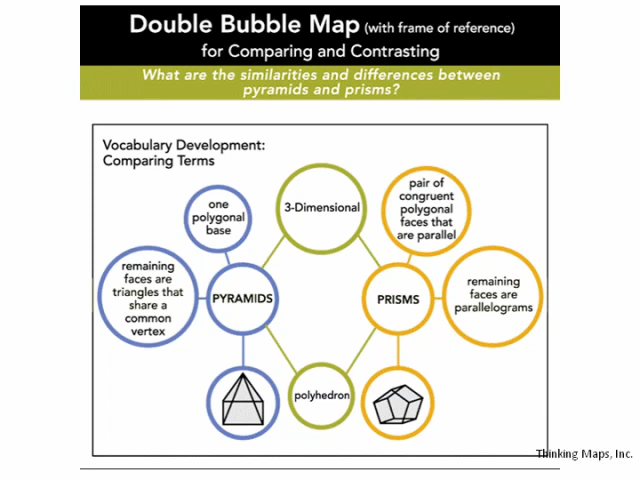 Double Bubble Map (with frame of reference)
for Comparing and Contrasting
What are the similarities and differences between
pyramids and prisms?
Vocabulary Development:
Comparing Terms
one
polygonal
base
3-Dimensional
pair of
congruent
polygonal
faces that
are parallel
remaining
faces are
triangles that
share a
common
vertex
PYRAMIDS
PRISMS
remaining
faces are
parallelograms
polyhedron
Thinking Maps, Inc.